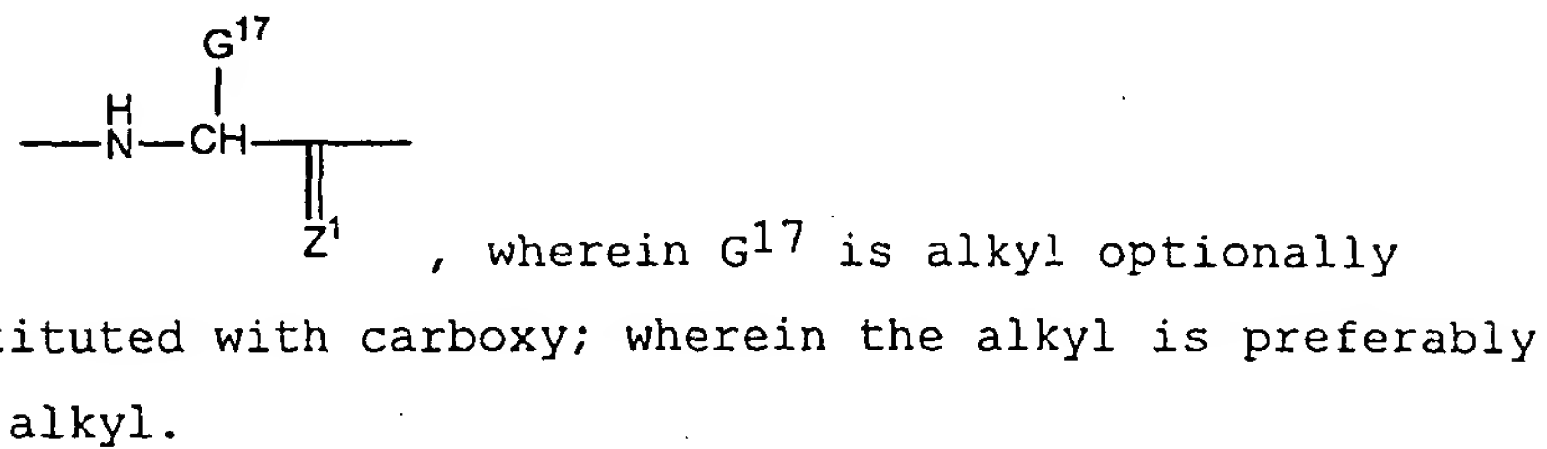 G17
H
N CH
Z1
, wherein G17 is alkyl optionally
ituted with carboxy; wherein the alkyl is preferably
alkyl.